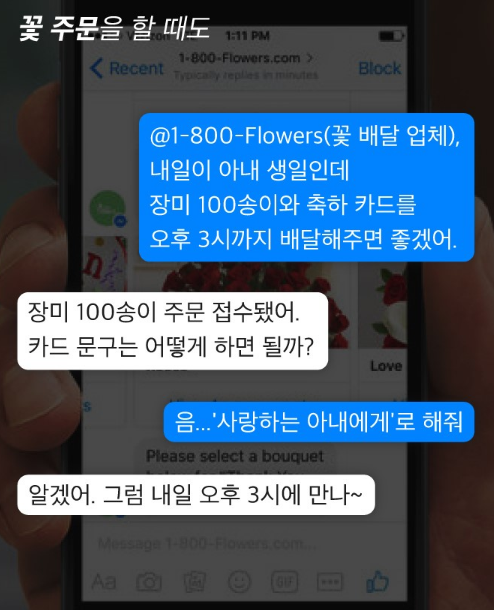 꽃 주문을 할 때도
1:11 PM
Recent
1-800-Flowers.com >
Typically replies in minutes
Block
@1-800-Flowers(꽃 배달 업체),
내일이 아내 생일인데
장미 100송이와 축하 카드를
오후 3시까지 배달해주면 좋겠어.
장미 100송이 주문 접수됐어.
카드 문구는 어떻게 하면 될까?
Love
음...'사랑하는 아내에게'로 해줘
Please select a bouquet
알겠어. 그럼 내일 오후 3시에 만나~
Message 1-800-Flowers.com...
Aa
GIF